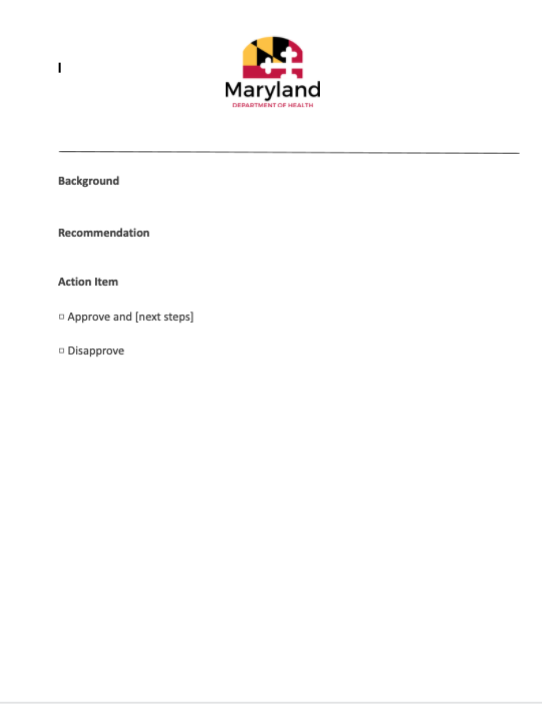 Maryland
DEPARTMENT OF HEALTH
Background
Recommendation
Action Item
□ Approve and [next steps]
□ Disapprove